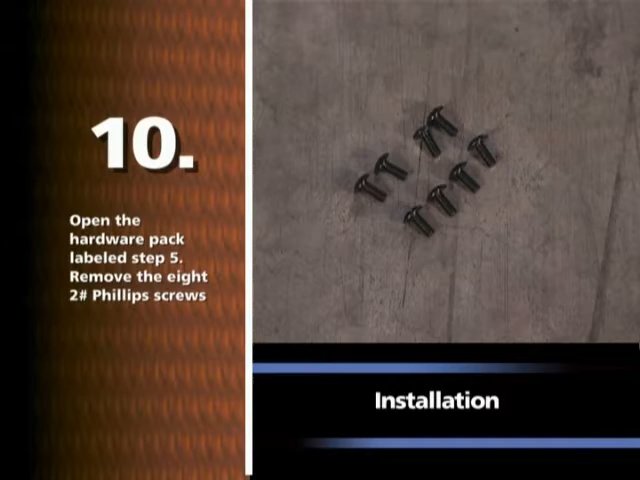 10.
Open the
hardware pack
labeled step 5.
Remove the eight
2# Phillips screws
Installation